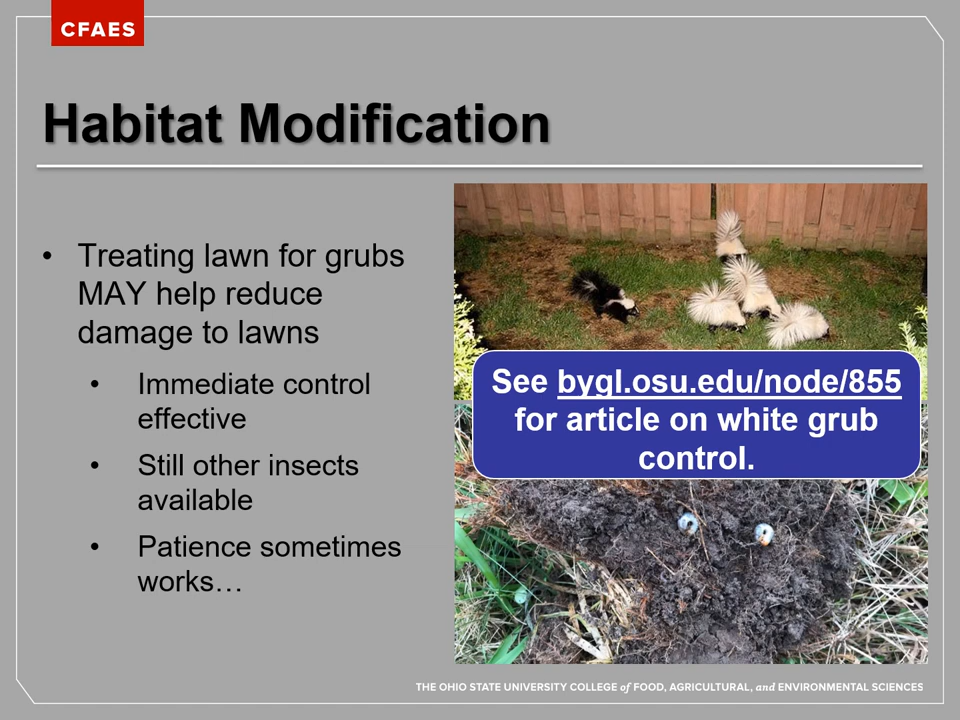 CFAES
Habitat Modification
• Treating lawn for grubs
MAY help reduce
damage to lawns
• Immediate control
effective
• Still other insects
available
• Patience sometimes
works…
See bygl.osu.edu/node/855
for article on white grub
control.
THE OHIO STATE UNIVERSITY COLLEGE of FOOD, AGRICULTURAL, and ENVIRONMENTAL SCIENCES